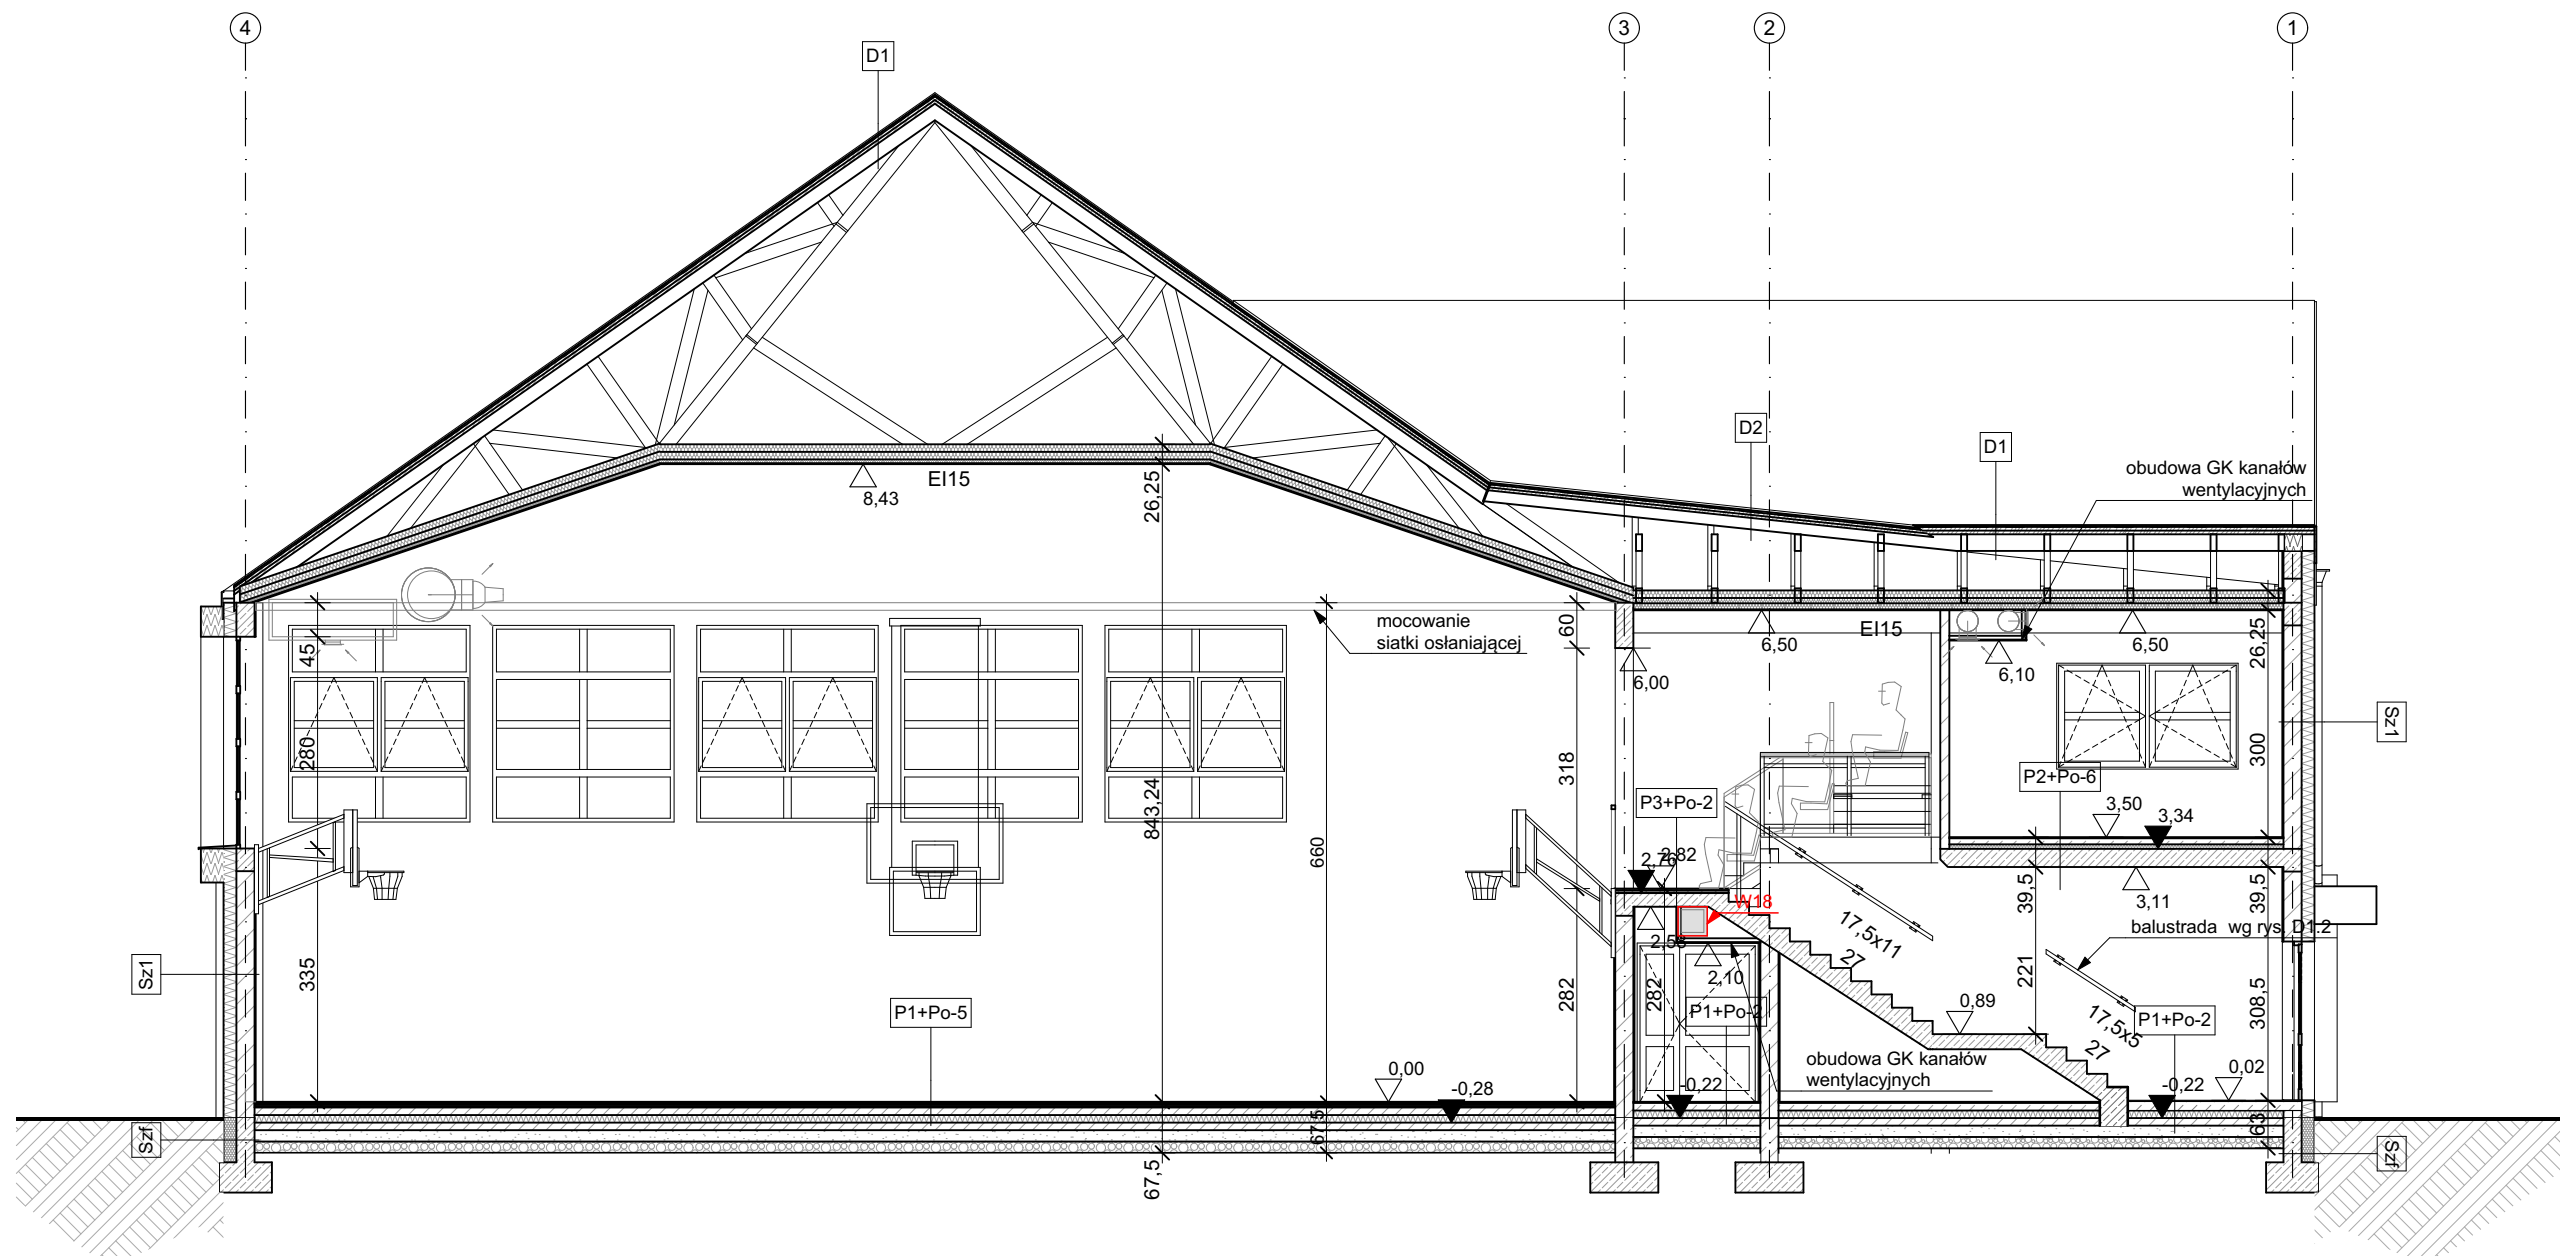 4
3
2
1
D1
D2
D1
obudowa GK kanałów
wentylacyjnych
8,43
EI15
26,25
mocowanie
siatki osłaniającej
60
6,50
EI15
6,10
6,50
26,25
6,00
45
280
843,24
660
318
300
Sz1
P3+Po-2
P2+Po-6
3,50
3,34
2,76
2,82
W18
39,5
3,11
39,5
17,5x11
27
balustrada wg rys. D1.2
2,10
Sz1
335
282
282
221
308,5
P1+Po-5
P1+Po-2
0,89
17,5x5
27
P1+Po-2
obudowa GK kanałów
wentylacyjnych
0,00
-0,28
-0,22
-0,22
0,02
Szf
67,5
67,5
63
Szf